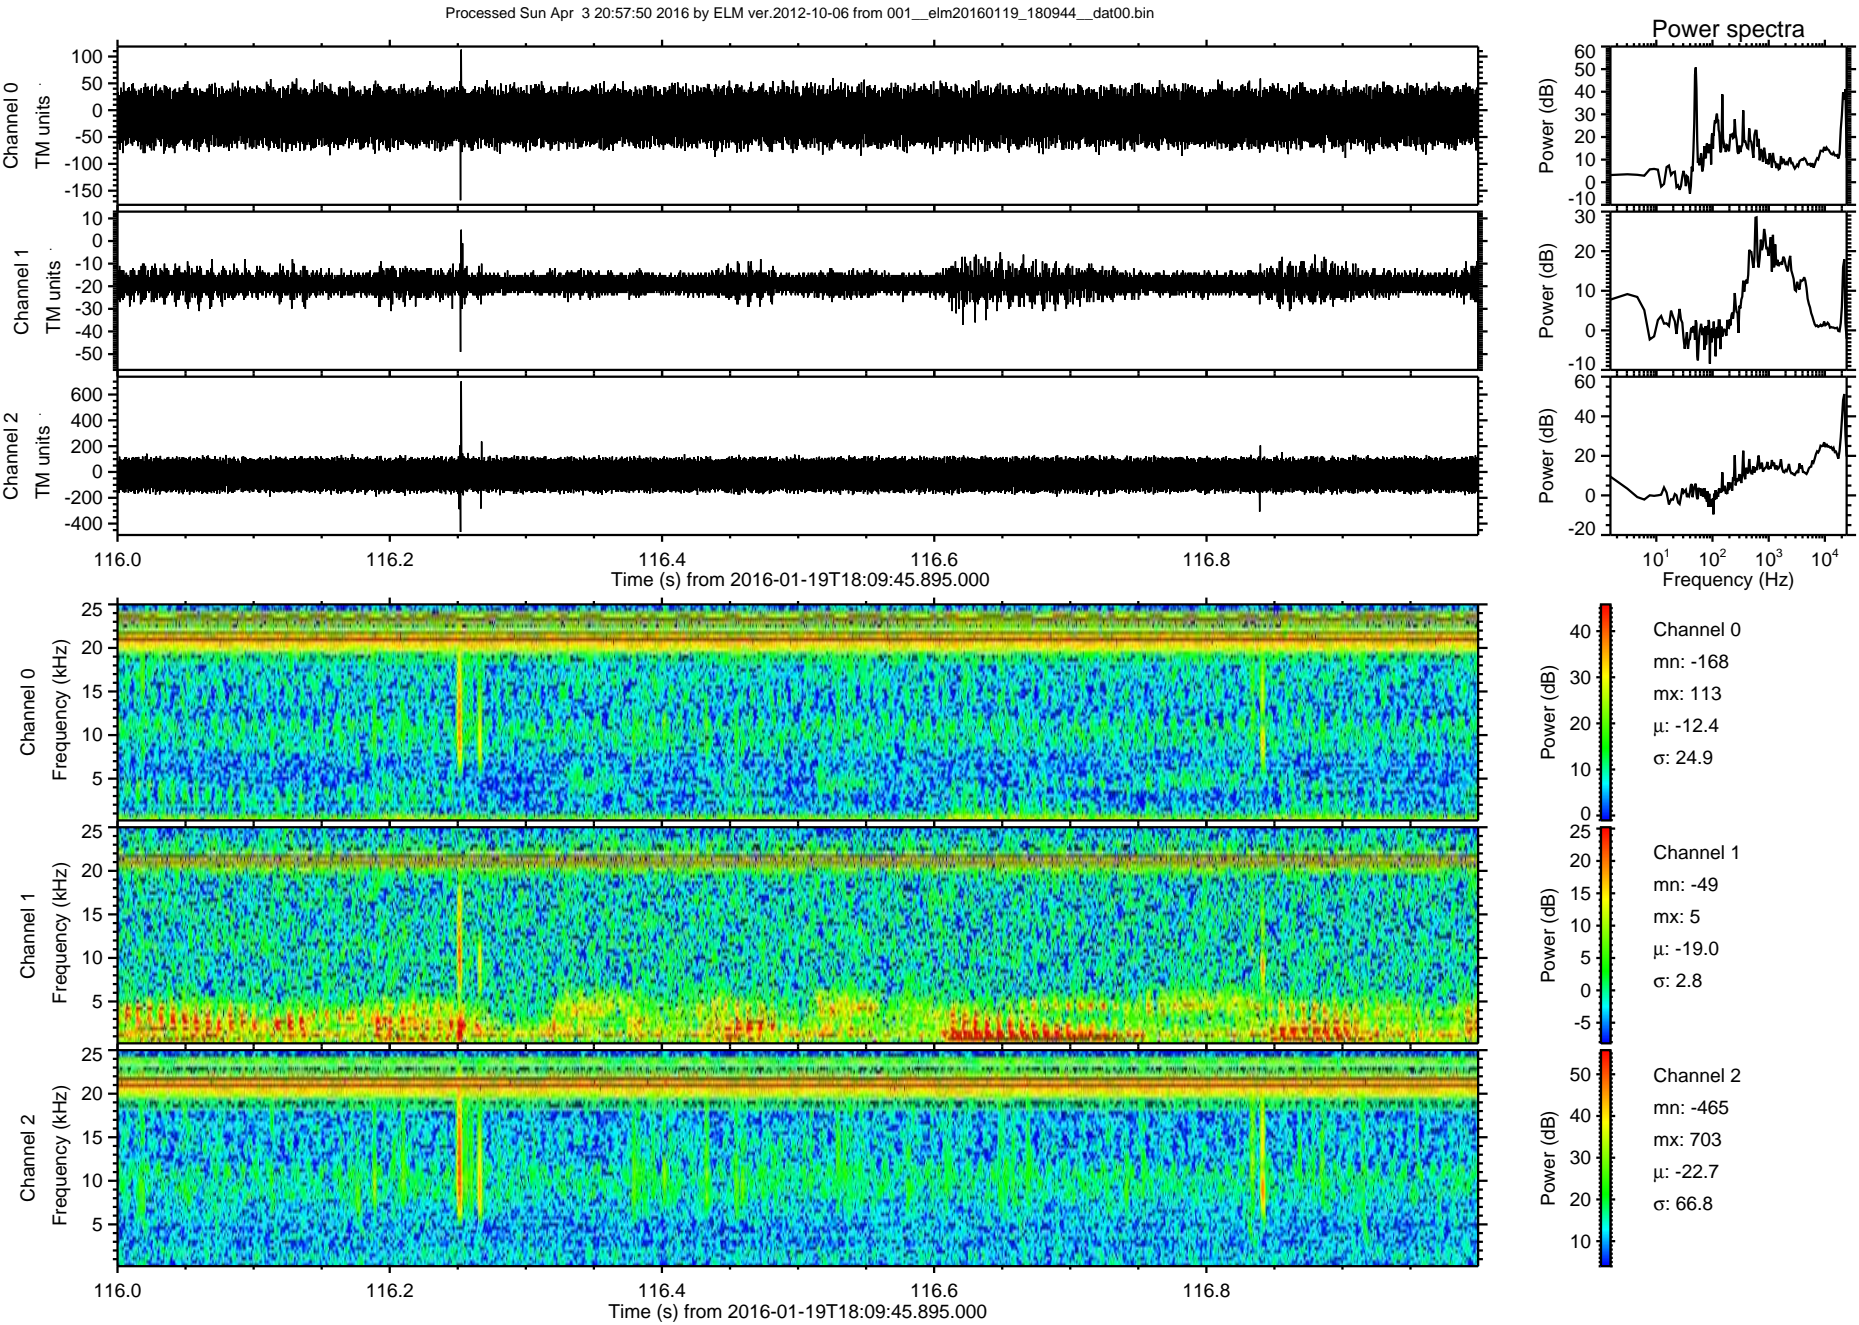 Processed Sun Apr 3 20:57:50 2016 by ELM ver.2012-10-06 from 001__elm20160119_180944__dat00.bin
Power spectra
Channel 0
TM units
100
50
0
-50
-100
-150
Power (dB)
60
50
40
30
20
10
0
-10
Channel 1
TM units
10
0
-10
-20
-30
-40
-50
Power (dB)
30
20
10
0
-10
Channel 2
TM units
600
400
200
0
-200
-400
Power (dB)
60
40
20
0
-20
116.0 116.2 116.4 116.6 116.8
Time (s) from 2016-01-19T18:09:45.895.000
10^1 10^2 10^3 10^4
Frequency (Hz)
Channel 0
Frequency (kHz)
25
20
15
10
5
Power (dB)
40
30
20
10
0
Channel 0
mn: -168
mx: 113
μ: -12.4
σ: 24.9
Channel 1
Frequency (kHz)
25
20
15
10
5
Power (dB)
25
20
15
10
5
0
-5
Channel 1
mn: -49
mx: 5
μ: -19.0
σ: 2.8
Channel 2
Frequency (kHz)
25
20
15
10
5
Power (dB)
50
40
30
20
10
Channel 2
mn: -465
mx: 703
μ: -22.7
σ: 66.8
116.0 116.2 116.4 116.6 116.8
Time (s) from 2016-01-19T18:09:45.895.000